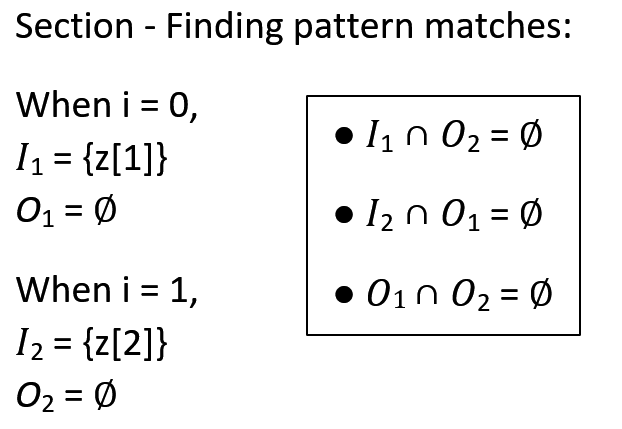 Section - Finding pattern matches:
When i = 0,
I₁ = {z[1]}
O₁ = ∅
When i = 1,
I₂ = {z[2]}
O₂ = ∅
● I₁ ∩ O₂ = ∅
● I₂ ∩ O₁ = ∅
● O₁ ∩ O₂ = ∅